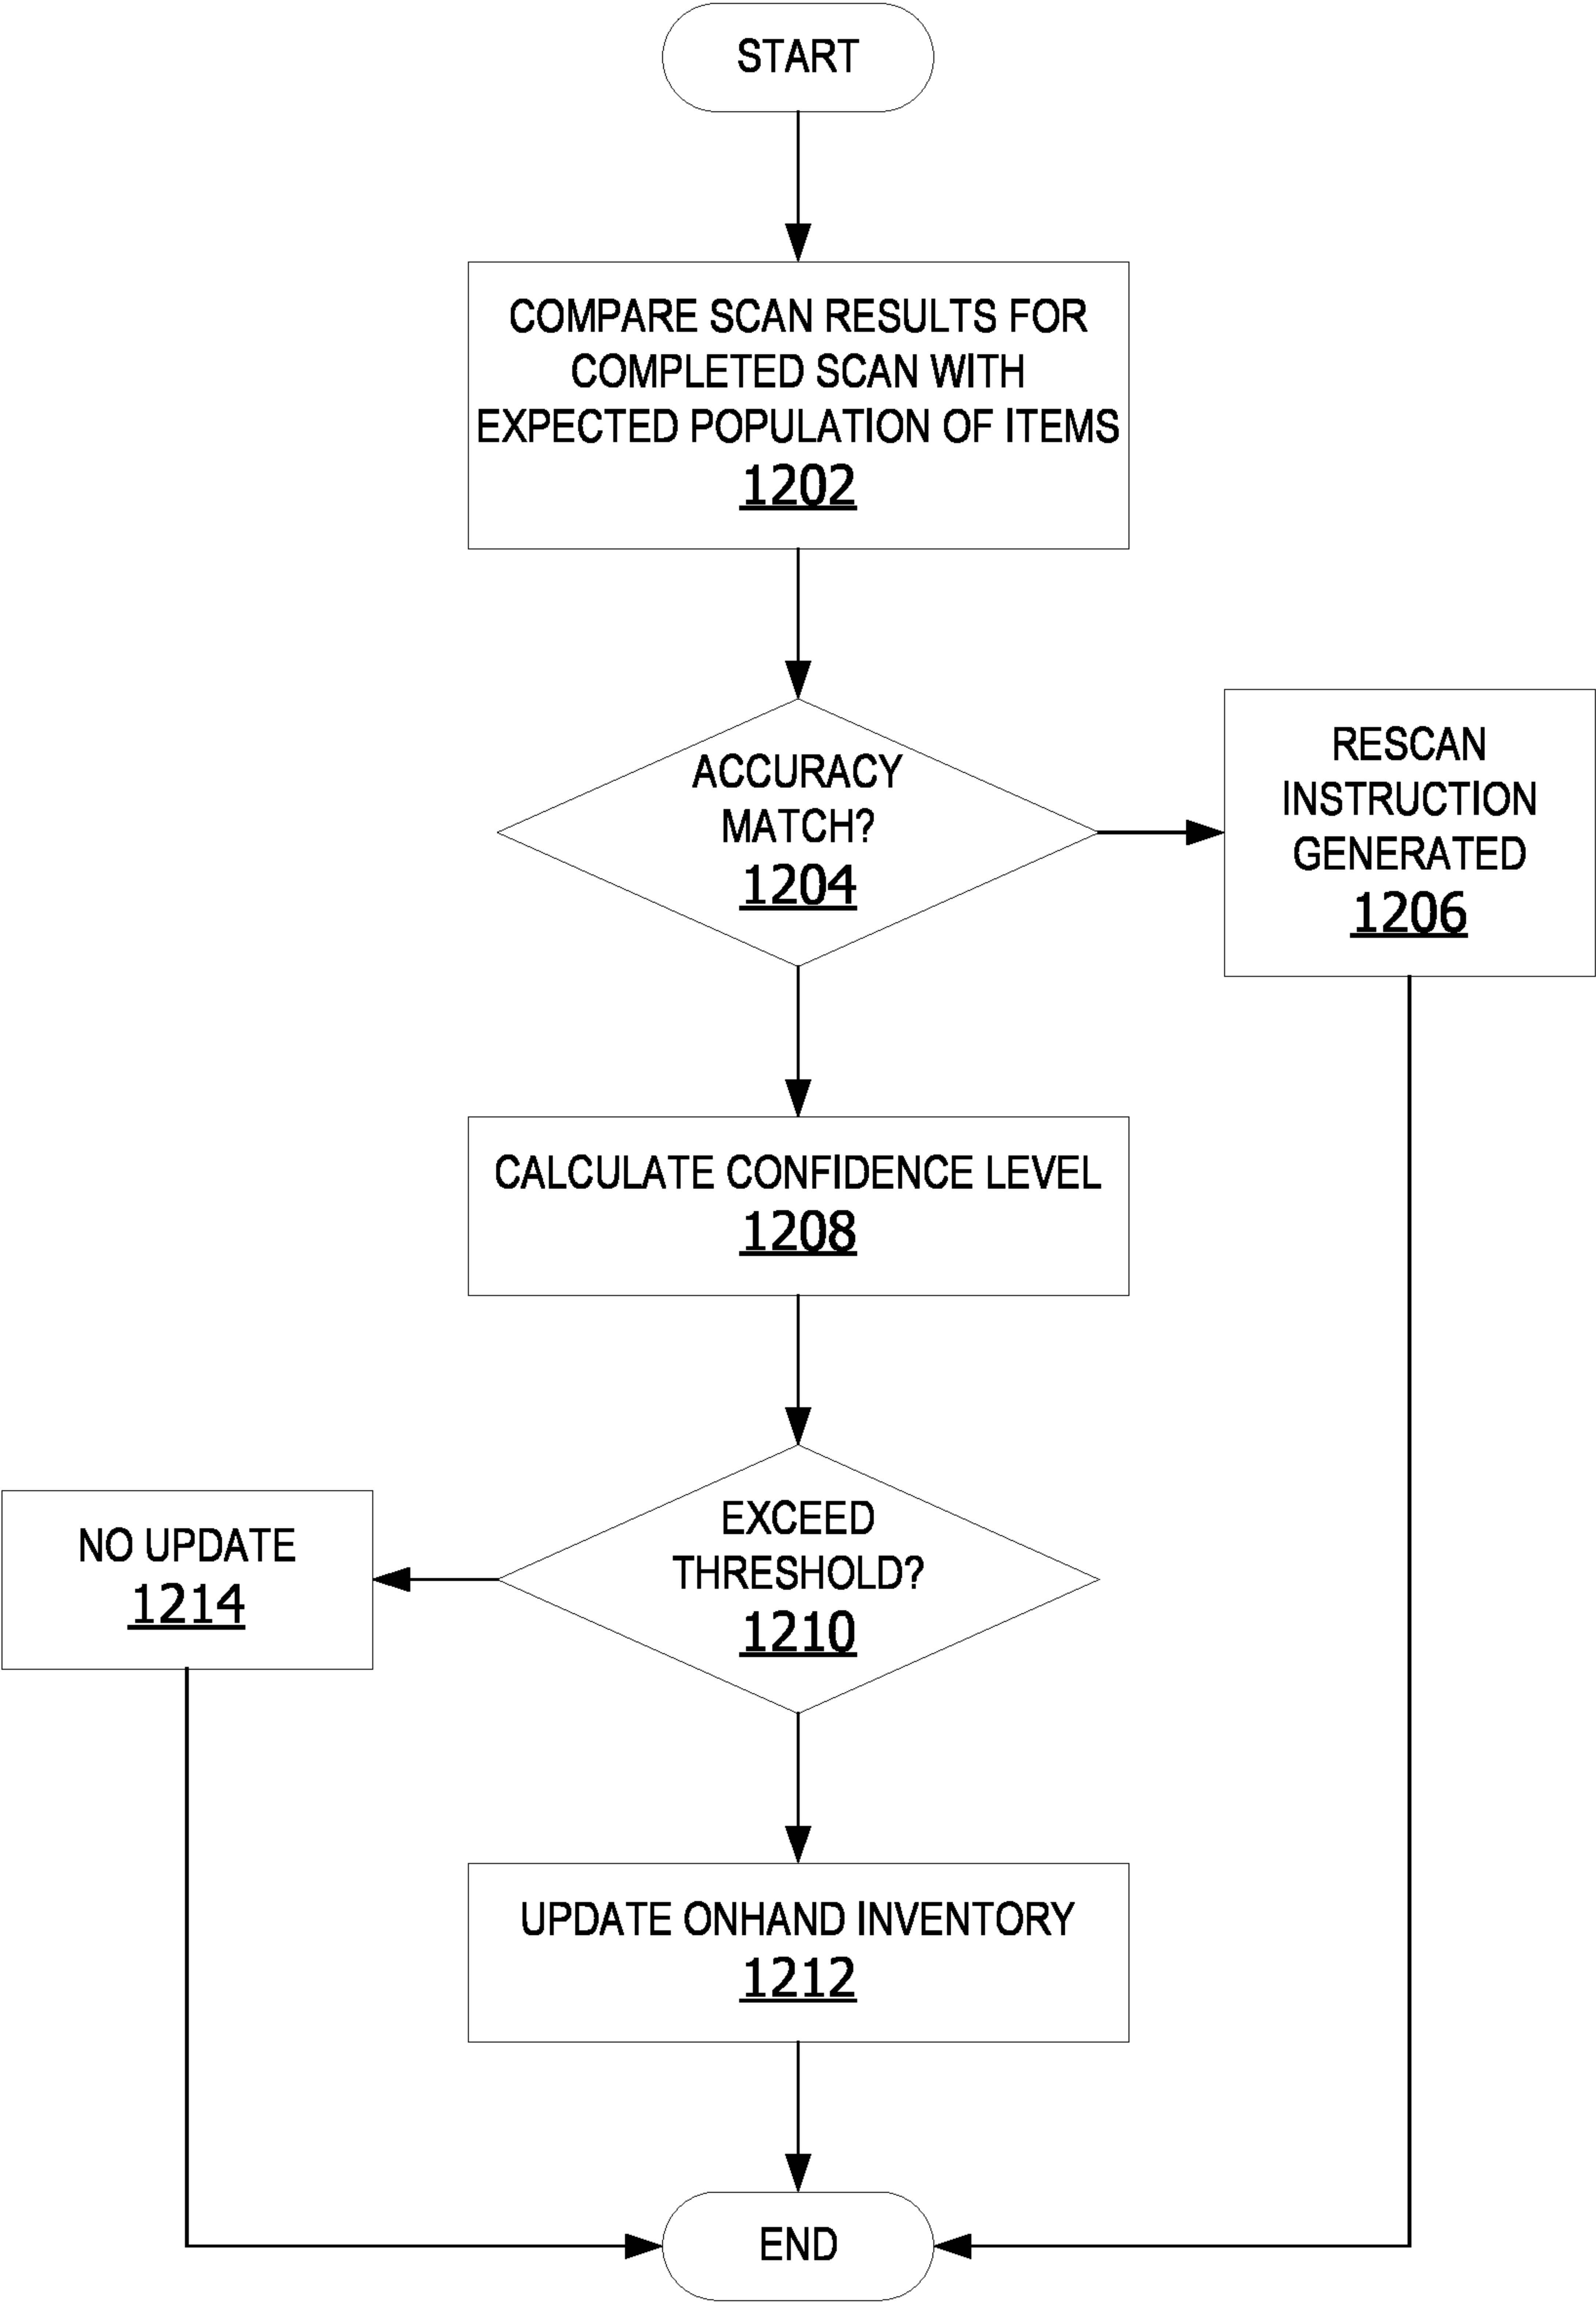 START
COMPARE SCAN RESULTS FOR
COMPLETED SCAN WITH
EXPECTED POPULATION OF ITEMS
1202
ACCURACY
MATCH?
1204
RESCAN
INSTRUCTION
GENERATED
1206
CALCULATE CONFIDENCE LEVEL
1208
EXCEED
THRESHOLD?
1210
NO UPDATE
1214
UPDATE ONHAND INVENTORY
1212
END